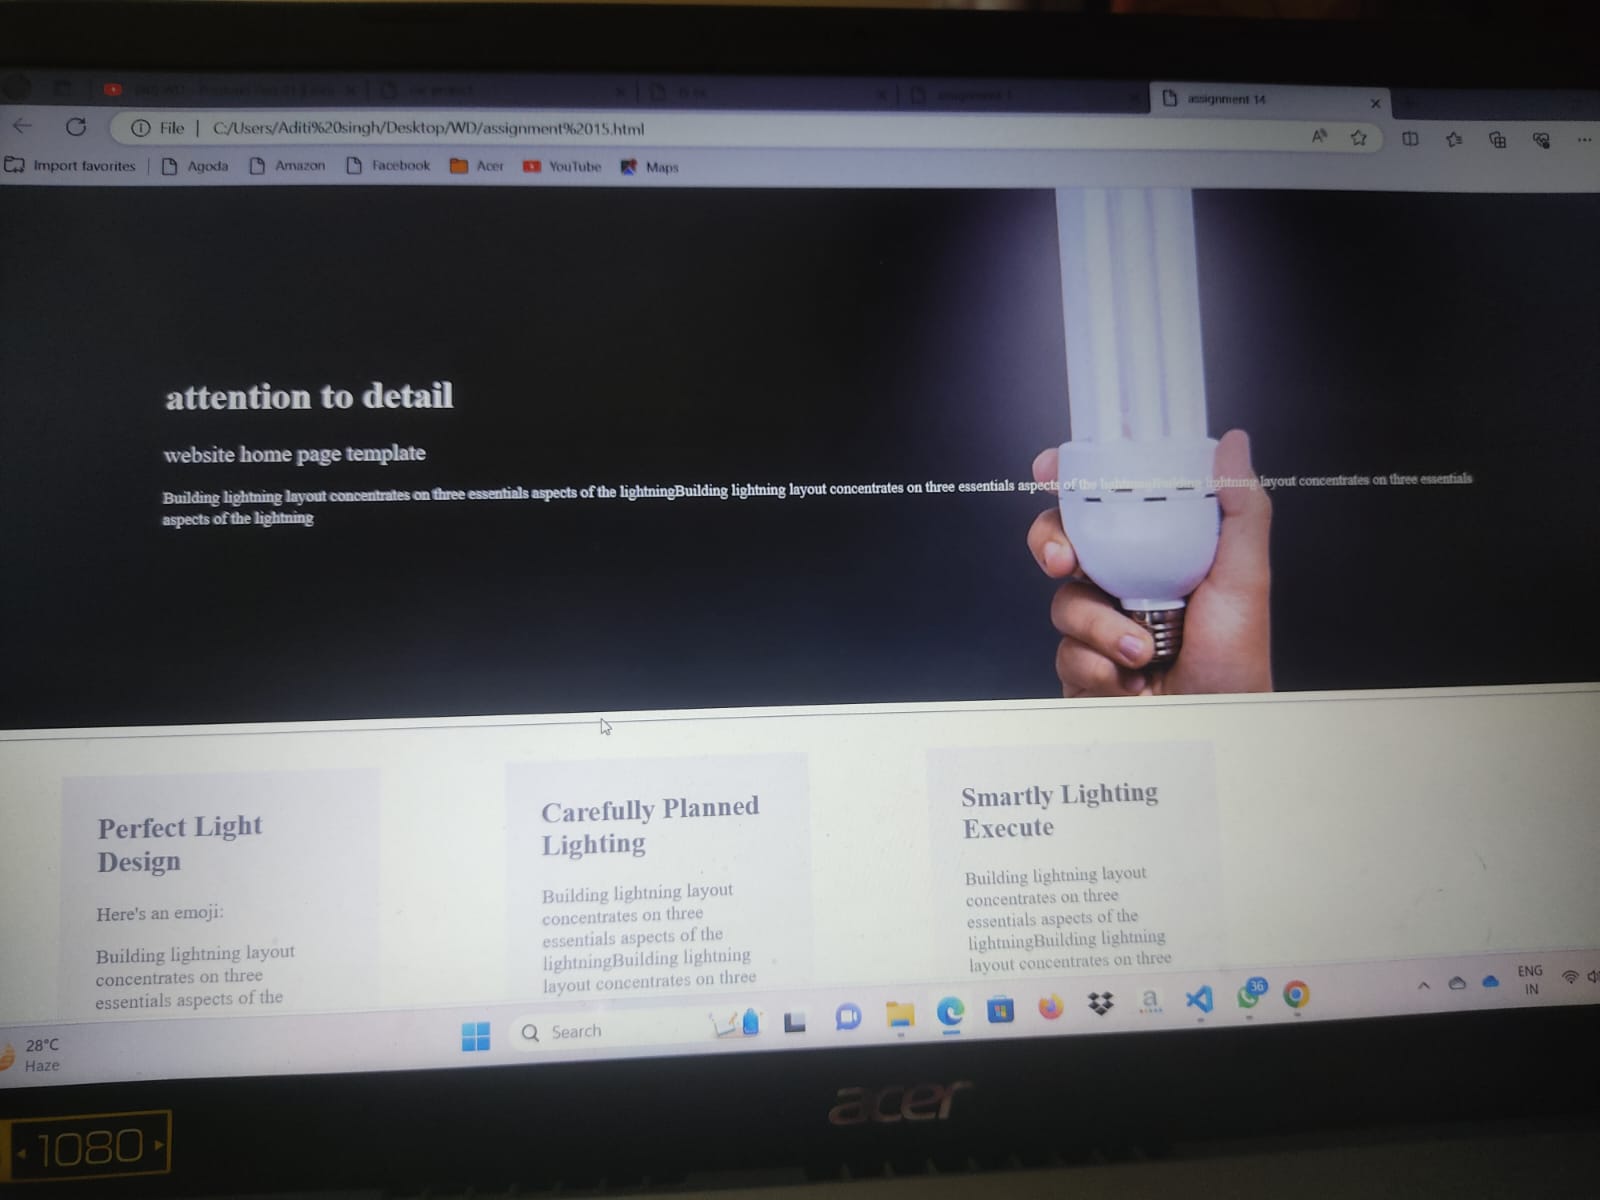 assignment 14
File | C:/Users/Aditi%20singh/Desktop/WD/assignment%2015.html
Import favorites | Agoda Amazon Facebook Acer YouTube Maps
attention to detail
website home page template
Building lightning layout concentrates on three essentials aspects of the lightningBuilding lightning layout concentrates on three essentials aspects of the lightningBuilding lightning layout concentrates on three essentials
aspects of the lightning
Perfect Light
Design
Here's an emoji:
Building lightning layout
concentrates on three
essentials aspects of the
Carefully Planned
Lighting
Building lightning layout
concentrates on three
essentials aspects of the
lightningBuilding lightning
layout concentrates on three
Smartly Lighting
Execute
Building lightning layout
concentrates on three
essentials aspects of the
lightningBuilding lightning
layout concentrates on three
28°C
Haze
Search
a
36
ENG
IN
acer
1080